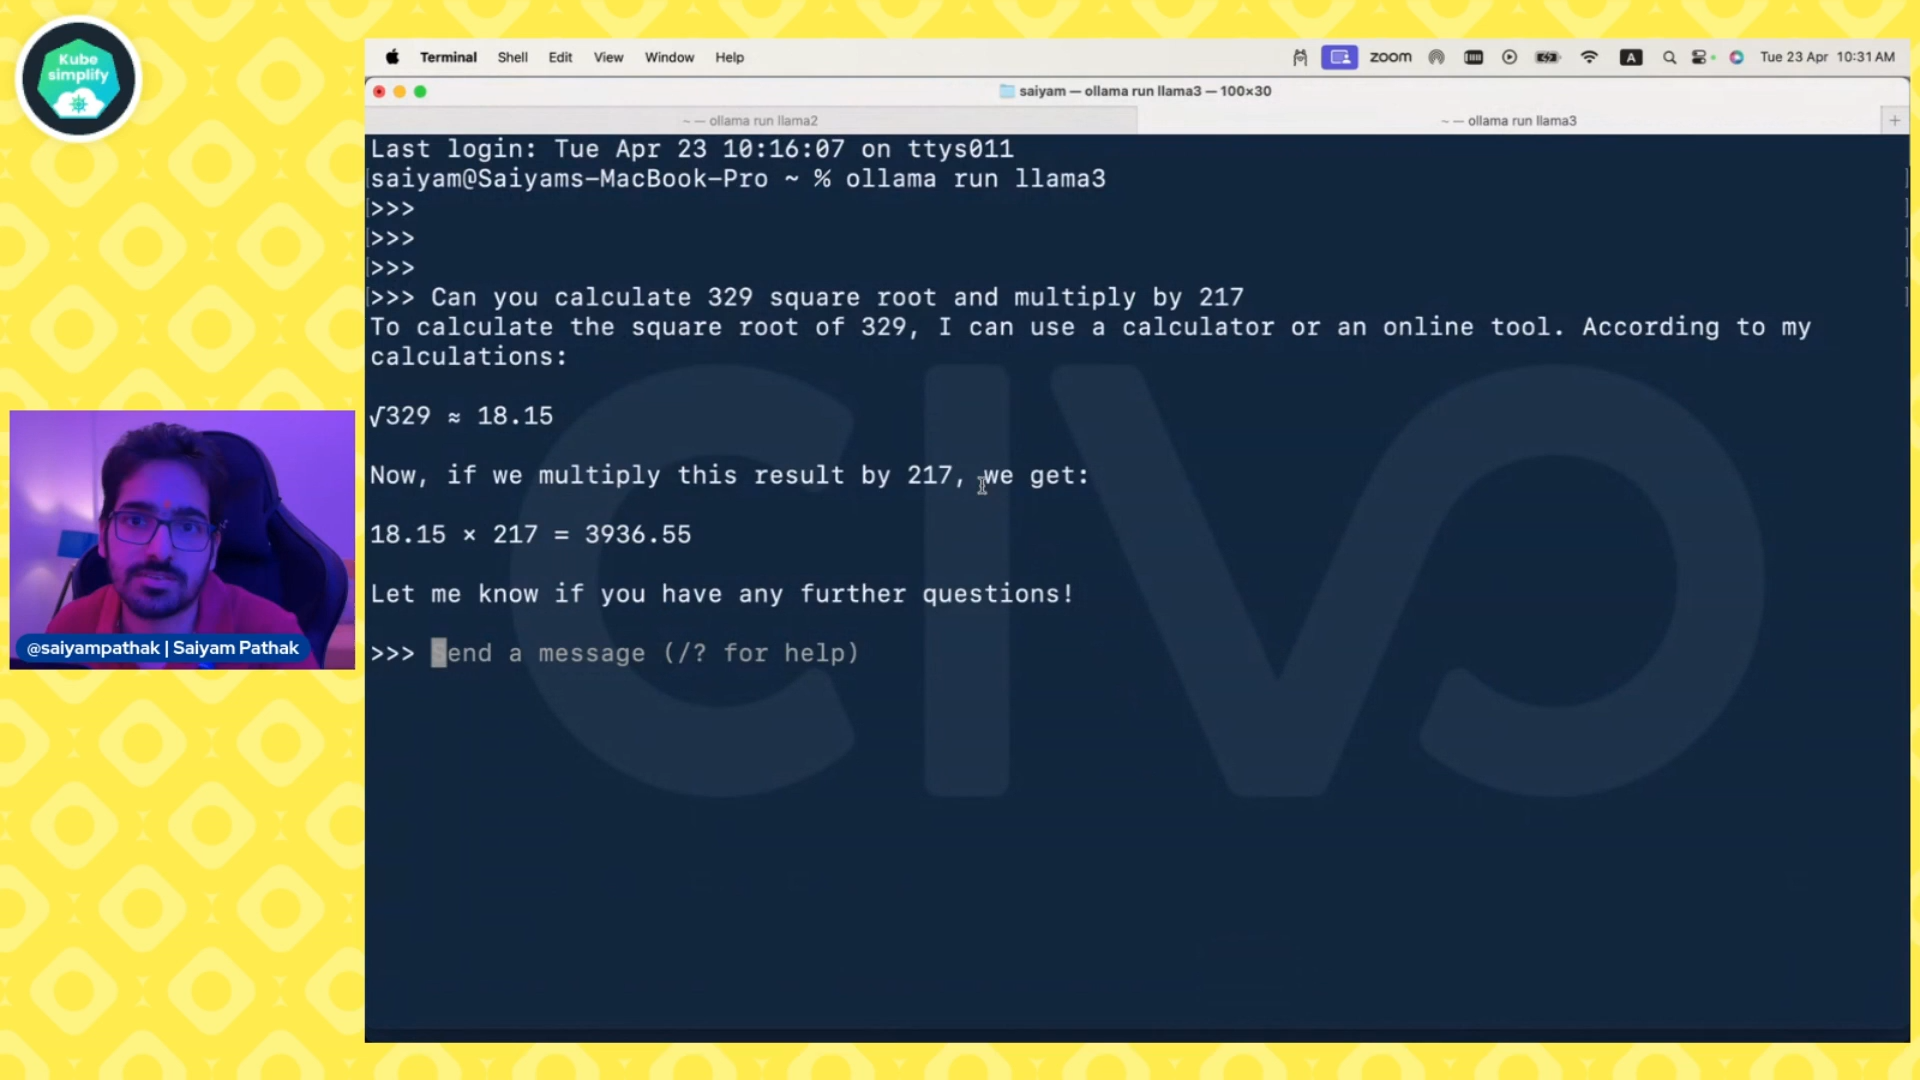 Kube
simplify
Terminal Shell Edit View Window Help
zoom
A
Tue 23 Apr 10:31 AM
saiyam — ollama run llama3 — 100×30
~ — ollama run llama2
~ — ollama run llama3
+
Last login: Tue Apr 23 10:16:07 on ttys011
saiyam@Saiyams-MacBook-Pro ~ % ollama run llama3
>>>
>>>
>>>
>>> Can you calculate 329 square root and multiply by 217
To calculate the square root of 329, I can use a calculator or an online tool. According to my
calculations:
√329 ≈ 18.15
Now, if we multiply this result by 217, we get:
18.15 × 217 = 3936.55
Let me know if you have any further questions!
>>> Send a message (/? for help)
CIVO
@saiyampathak | Saiyam Pathak